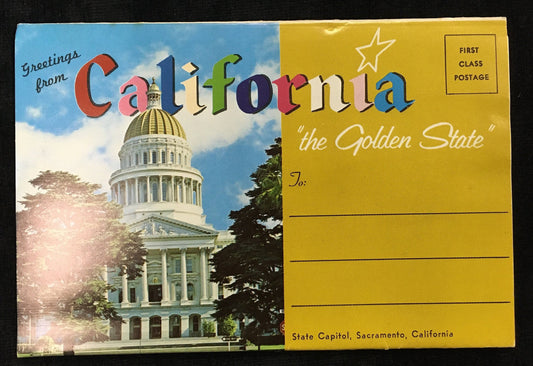 Greetings
from
California
"the Golden State"
FIRST
CLASS
POSTAGE
To:
State Capitol, Sacramento, California